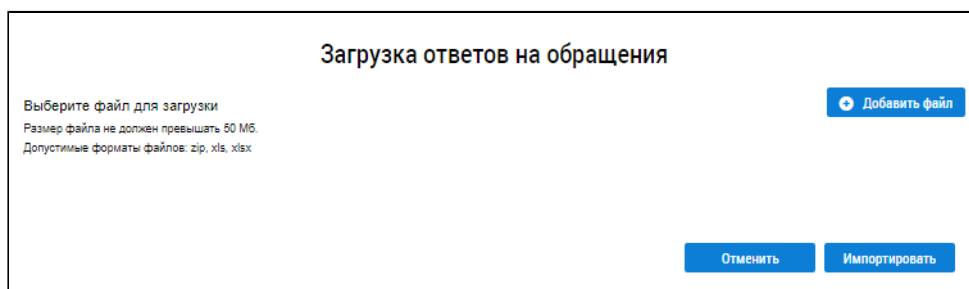 Загрузка ответов на обращения
Выберите файл для загрузки
Добавить файл
Размер файла не должен превышать 50 Мб.
Допустимые форматы файлов: zip, xls, xlsx
Отменить
Импортировать